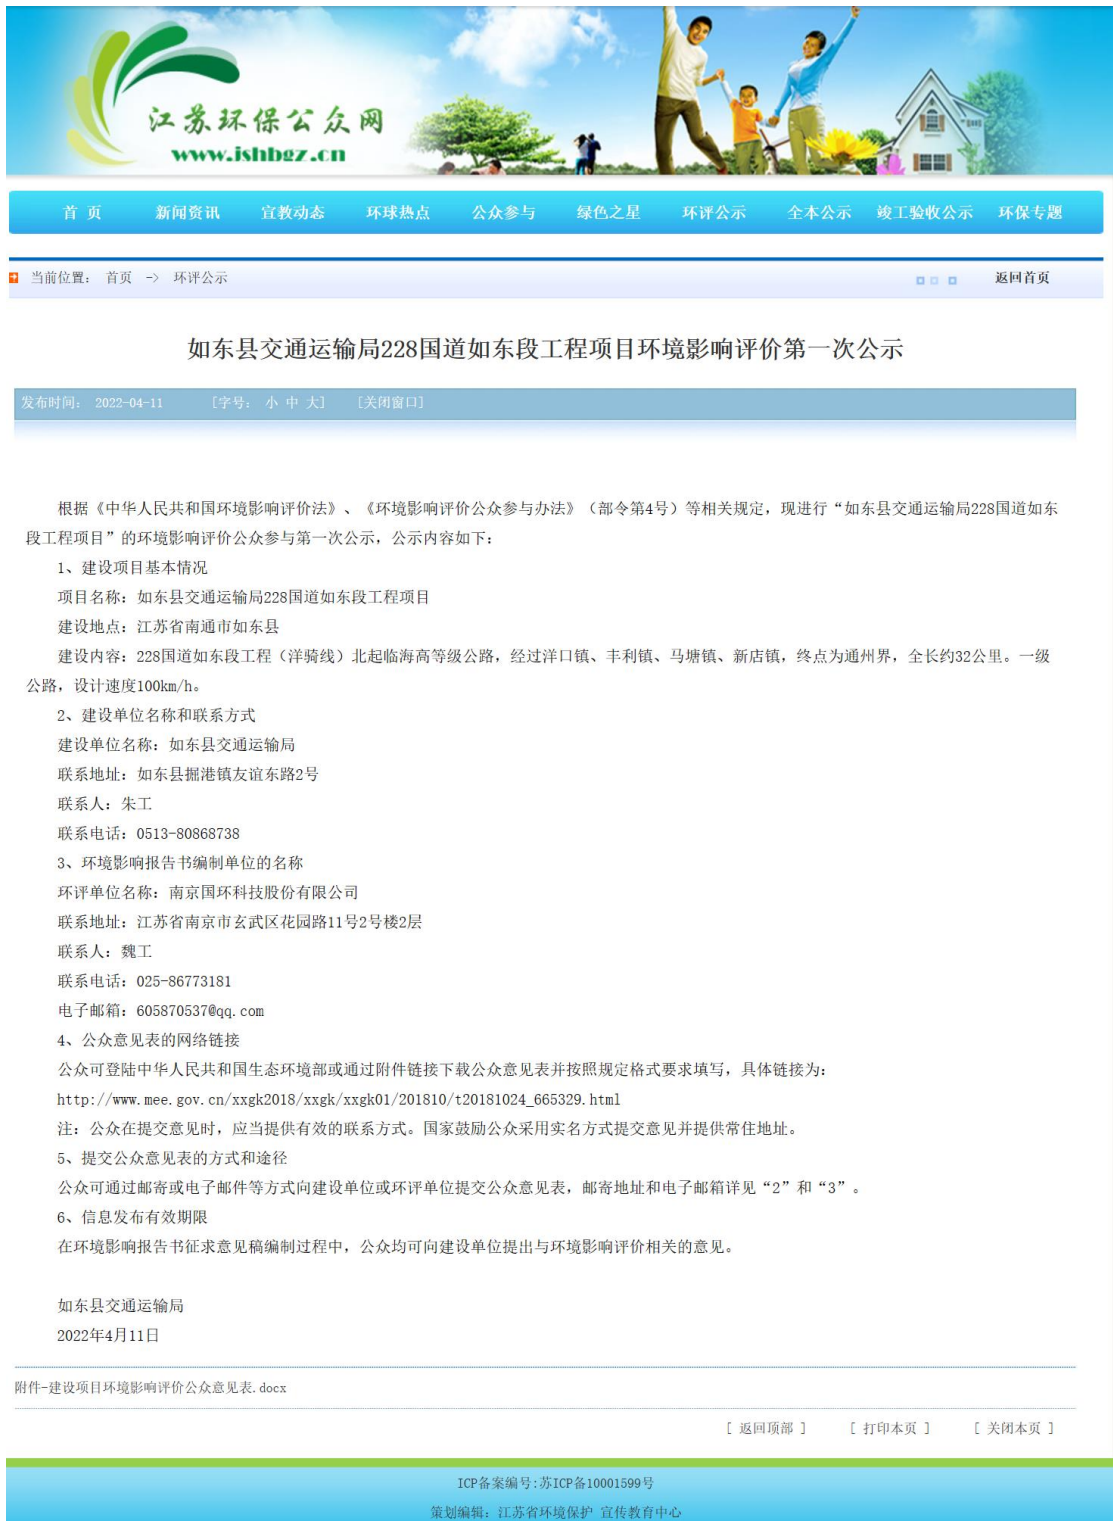 江苏环保公众网
www.jshbgz.cn
首 页 新闻资讯 宣教动态 环球热点 公众参与 绿色之星 环评公示 全本公示 竣工验收公示 环保专题
当前位置： 首页 -> 环评公示 返回首页
如东县交通运输局228国道如东段工程项目环境影响评价第一次公示
发布时间： 2022-04-11 [字号： 小 中 大] [关闭窗口]
根据《中华人民共和国环境影响评价法》、《环境影响评价公众参与办法》（部令第4号）等相关规定，现进行“如东县交通运输局228国道如东
段工程项目”的环境影响评价公众参与第一次公示，公示内容如下：
1、建设项目基本情况
项目名称：如东县交通运输局228国道如东段工程项目
建设地点：江苏省南通市如东县
建设内容：228国道如东段工程（洋骑线）北起临海高等级公路，经过洋口镇、丰利镇、马塘镇、新店镇，终点为通州界，全长约32公里。一级
公路，设计速度100km/h。
2、建设单位名称和联系方式
建设单位名称：如东县交通运输局
联系地址：如东县掘港镇友谊东路2号
联系人：朱工
联系电话：0513-80868738
3、环境影响报告书编制单位的名称
环评单位名称：南京国环科技股份有限公司
联系地址：江苏省南京市玄武区花园路11号2号楼2层
联系人：魏工
联系电话：025-86773181
电子邮箱：605870537@qq.com
4、公众意见表的网络链接
公众可登陆中华人民共和国生态环境部或通过附件链接下载公众意见表并按照规定格式要求填写，具体链接为：
http://www.mee.gov.cn/xxgk2018/xxgk/xxgk01/201810/t20181024_665329.html
注：公众在提交意见时，应当提供有效的联系方式。国家鼓励公众采用实名方式提交意见并提供常住地址。
5、提交公众意见表的方式和途径
公众可通过邮寄或电子邮件等方式向建设单位或环评单位提交公众意见表，邮寄地址和电子邮箱详见“2”和“3”。
6、信息发布有效期限
在环境影响报告书征求意见稿编制过程中，公众均可向建设单位提出与环境影响评价相关的意见。
如东县交通运输局
2022年4月11日
附件-建设项目环境影响评价公众意见表.docx
[ 返回顶部 ] [ 打印本页 ] [ 关闭本页 ]
ICP备案编号:苏ICP备10001599号
策划编辑：江苏省环境保护 宣传教育中心